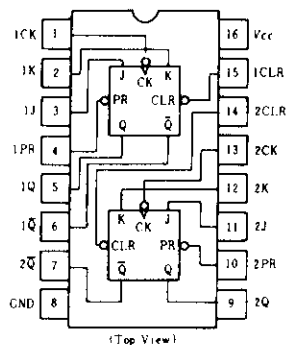 1CK 1 16 Vcc
1K 2 J K 15 1CLR
CK
1J 3 PR CLR 14 2CLR
1PR 4 Q Q̅ 13 2CK
1Q 5 12 2K
1Q̅ 6 K J 11 2J
CK
2Q̅ 7 CLR PR 10 2PR
GND 8 Q̅ Q 9 2Q
(Top View)